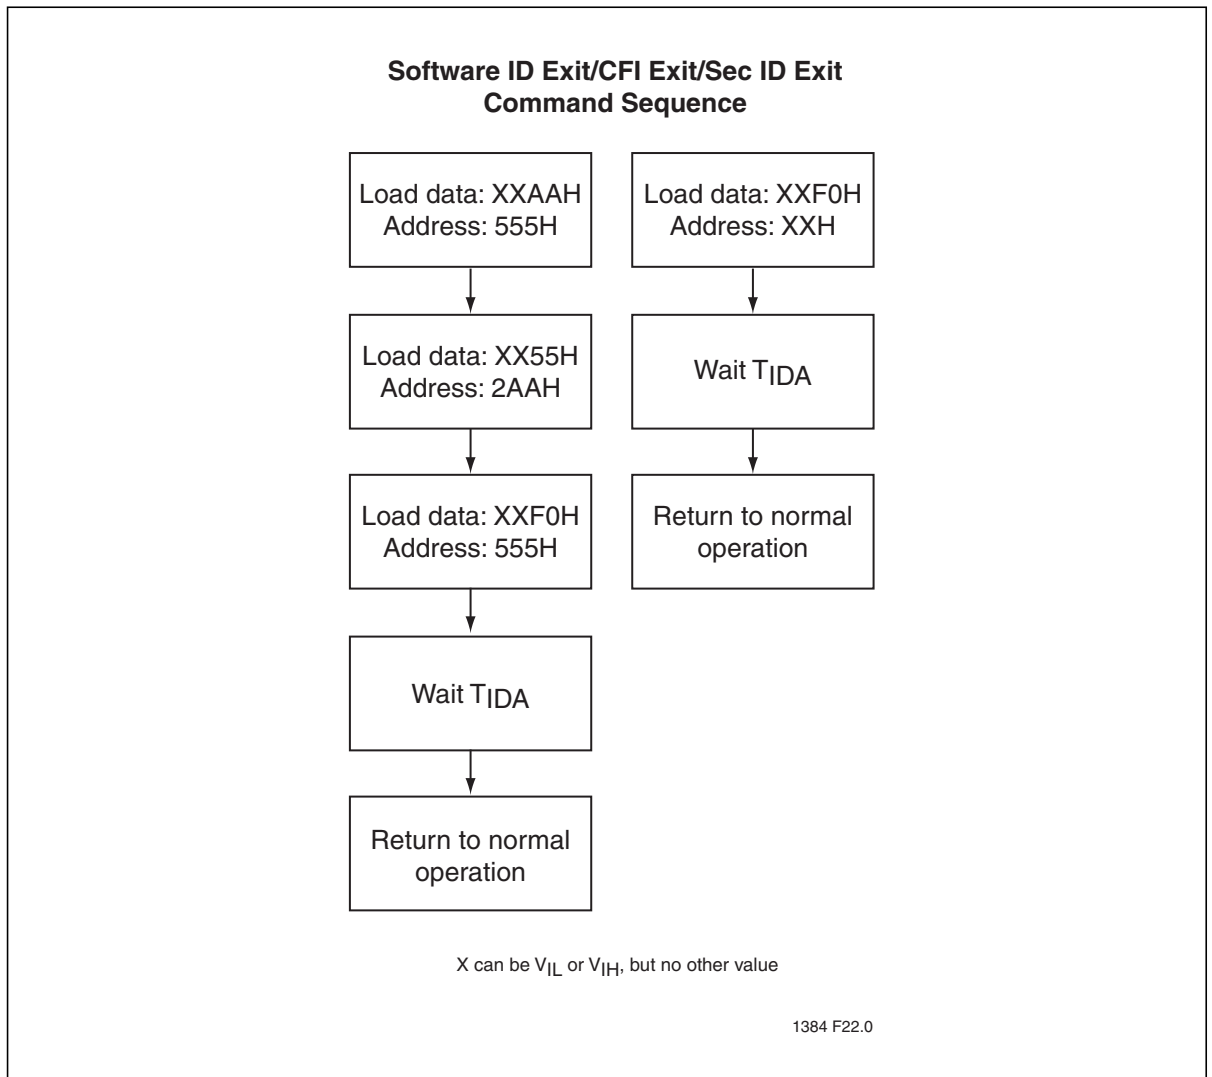 Software ID Exit/CFI Exit/Sec ID Exit
Command Sequence
Load data: XXAAH
Address: 555H
Load data: XX55H
Address: 2AAH
Load data: XXF0H
Address: 555H
Wait TIDA
Return to normal
operation
Load data: XXF0H
Address: XXH
Wait TIDA
Return to normal
operation
X can be VIL or VIH, but no other value
1384 F22.0